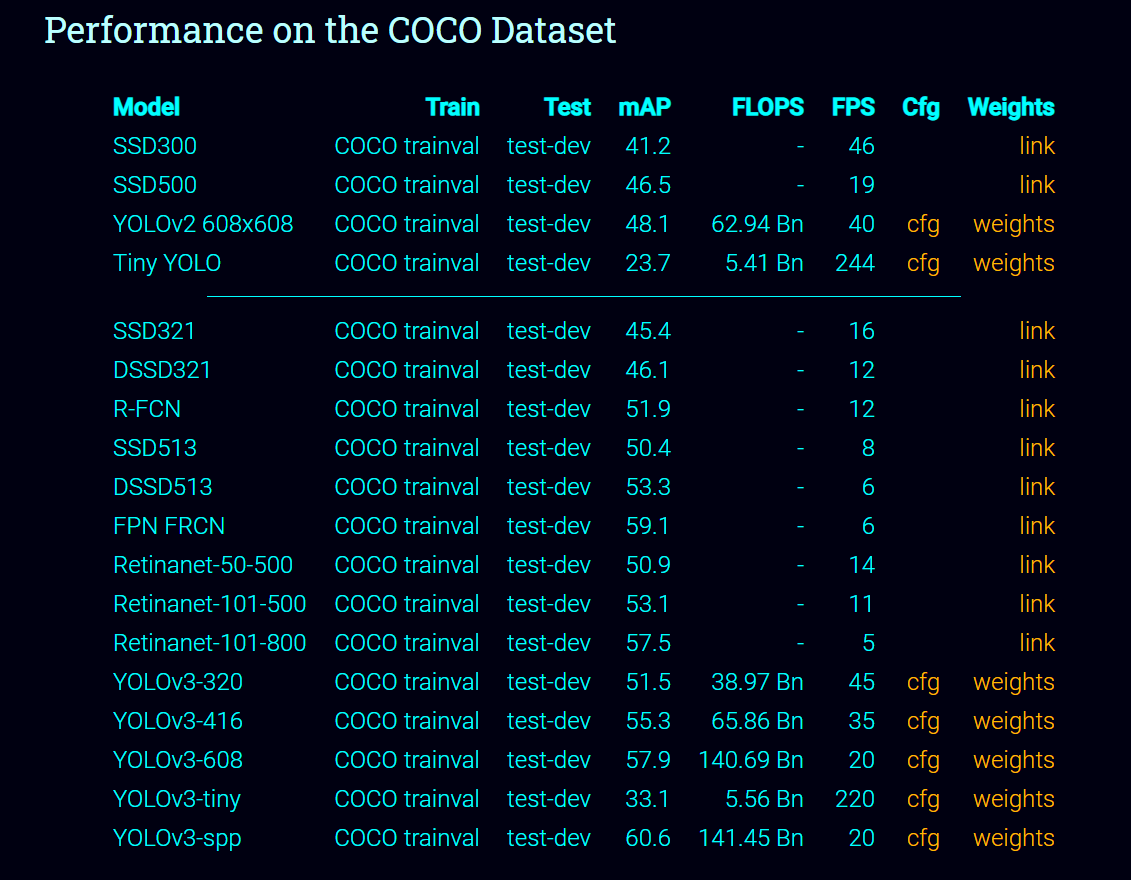 Performance on the COCO Dataset
Model Train Test mAP FLOPS FPS Cfg Weights
SSD300 COCO trainval test-dev 41.2 - 46 link
SSD500 COCO trainval test-dev 46.5 - 19 link
YOLOv2 608x608 COCO trainval test-dev 48.1 62.94 Bn 40 cfg weights
Tiny YOLO COCO trainval test-dev 23.7 5.41 Bn 244 cfg weights
SSD321 COCO trainval test-dev 45.4 - 16 link
DSSD321 COCO trainval test-dev 46.1 - 12 link
R-FCN COCO trainval test-dev 51.9 - 12 link
SSD513 COCO trainval test-dev 50.4 - 8 link
DSSD513 COCO trainval test-dev 53.3 - 6 link
FPN FRCN COCO trainval test-dev 59.1 - 6 link
Retinanet-50-500 COCO trainval test-dev 50.9 - 14 link
Retinanet-101-500 COCO trainval test-dev 53.1 - 11 link
Retinanet-101-800 COCO trainval test-dev 57.5 - 5 link
YOLOv3-320 COCO trainval test-dev 51.5 38.97 Bn 45 cfg weights
YOLOv3-416 COCO trainval test-dev 55.3 65.86 Bn 35 cfg weights
YOLOv3-608 COCO trainval test-dev 57.9 140.69 Bn 20 cfg weights
YOLOv3-tiny COCO trainval test-dev 33.1 5.56 Bn 220 cfg weights
YOLOv3-spp COCO trainval test-dev 60.6 141.45 Bn 20 cfg weights